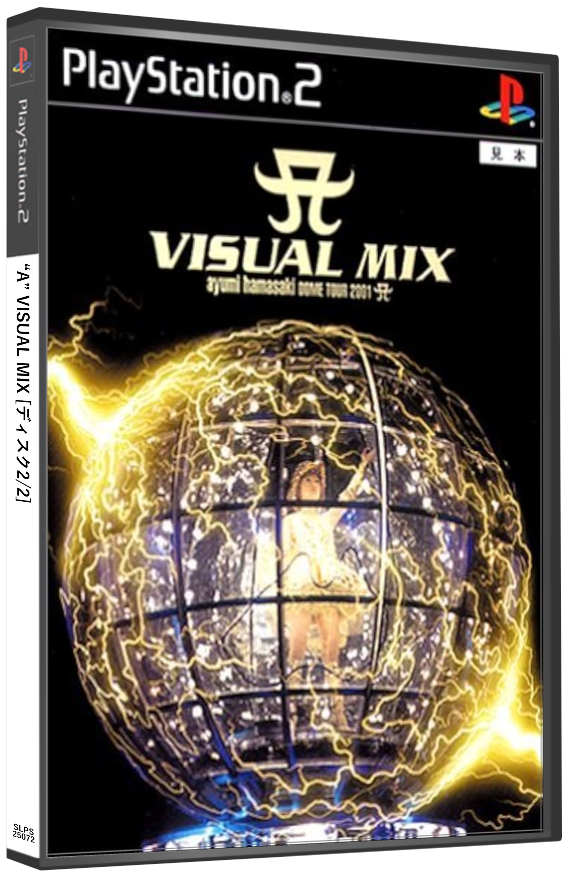 PlayStation®2
見本
VISUAL MIX
ayumi hamasaki DOME TOUR 2001 A
PlayStation®2
“A” VISUAL MIX [ディスク2/2]
SLPS
25072